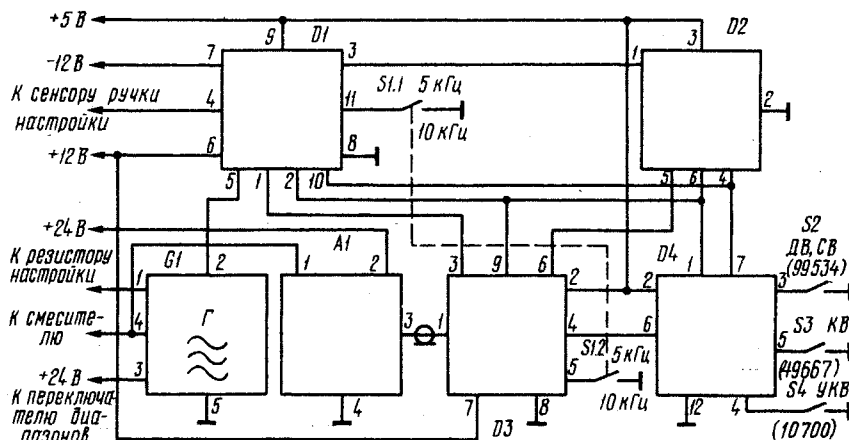 +5 В
9 D1 3 D2
-12 В 7 3 1
К сенсору ручки настройки 4 11 S1.1 5 кГц 2
10 кГц
+12 В 6 8
5 1 2 10 5 6 4
+24 В A1 S2
К резистору настройки G1 2 1 2 3 9 6 D4 1 7 ДВ, СВ
1 2 2 3 (99534)
К смесите-
лю 4 Г 3 1 4 6 S3 КВ
S1.2 5 кГц 5
+24 В 3 5 (49667)
К переключа-
телю диа-
пазонов 5 4 7 8 10 кГц 12 4 S4 УКВ
D3 (10700)